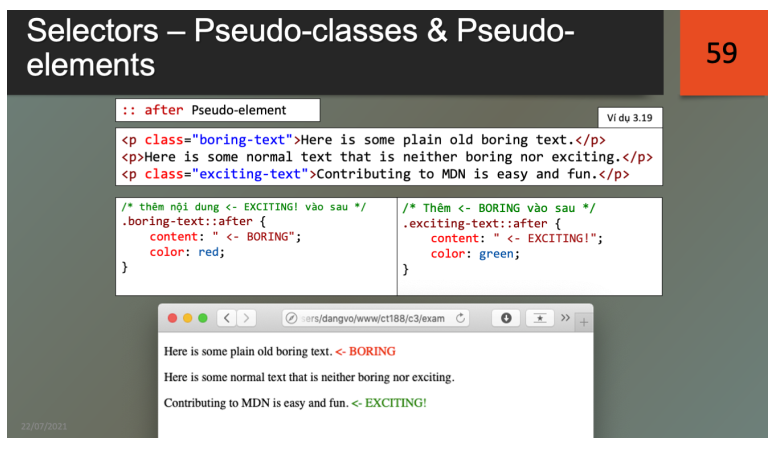 Selectors – Pseudo-classes & Pseudo-
elements
59
:: after Pseudo-element
Ví dụ 3.19
<p class="boring-text">Here is some plain old boring text.</p>
<p>Here is some normal text that is neither boring nor exciting.</p>
<p class="exciting-text">Contributing to MDN is easy and fun.</p>
/* thêm nội dung <- EXCITING! vào sau */
.boring-text::after {
content: " <- BORING";
color: red;
}
/* Thêm <- BORING vào sau */
.exciting-text::after {
content: " <- EXCITING!";
color: green;
}
sers/dangvo/www/ct188/c3/exam
Here is some plain old boring text. <- BORING
Here is some normal text that is neither boring nor exciting.
Contributing to MDN is easy and fun. <- EXCITING!
22/07/2021